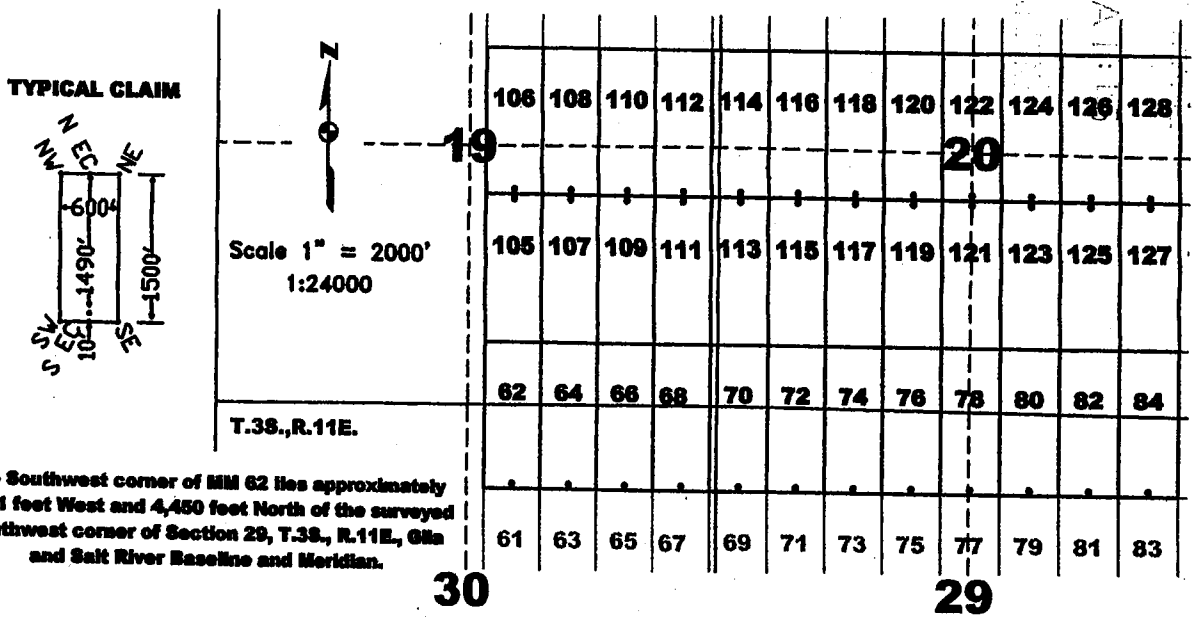 TYPICAL CLAIM
N EC
NW
NE
600'
1490'
1500'
10'
SW
S EC
SE
N
Scale 1" = 2000'
1:24000
T.3S.,R.11E.
Southwest corner of MM 62 lies approximately
feet West and 4,450 feet North of the surveyed
corner of Section 29, T.3S., R.11E., Gila
and Salt River Baseline and Meridian.
106 108 110 112 114 116 118 120 122 124 126 128
19
20
105 107 109 111 113 115 117 119 121 123 125 127
62 64 66 68 70 72 74 76 78 80 82 84
61 63 65 67 69 71 73 75 77 79 81 83
30
29